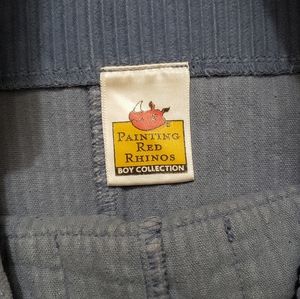 PAINTING
RED
RHINOS
BOY COLLECTION